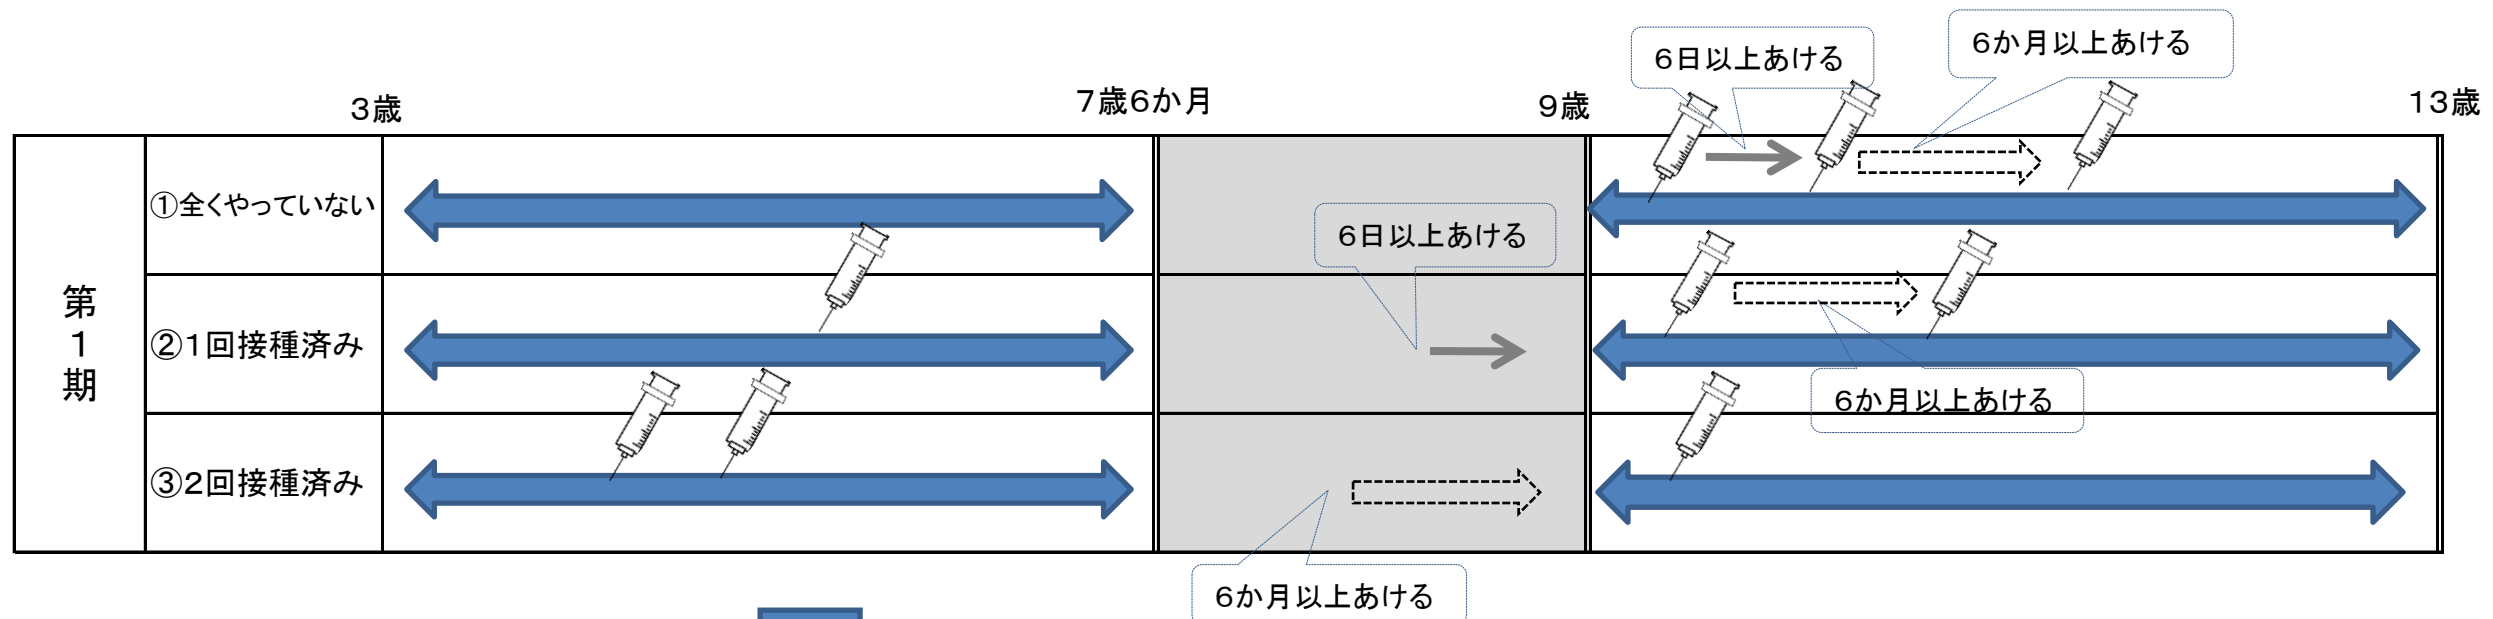 6日以上あける
6か月以上あける
3歳
7歳6か月
9歳
13歳
①全くやっていない
6日以上あける
第1期
②1回接種済み
6か月以上あける
③2回接種済み
6か月以上あける